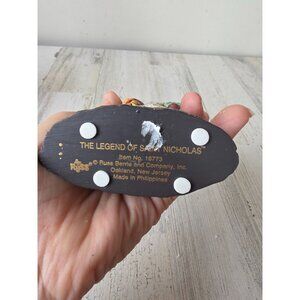 THE LEGEND OF SAINT NICHOLAS™
Item No. 16773
Russ® © Russ Berrie and Company, Inc.
Oakland, New Jersey
Made in Philippines